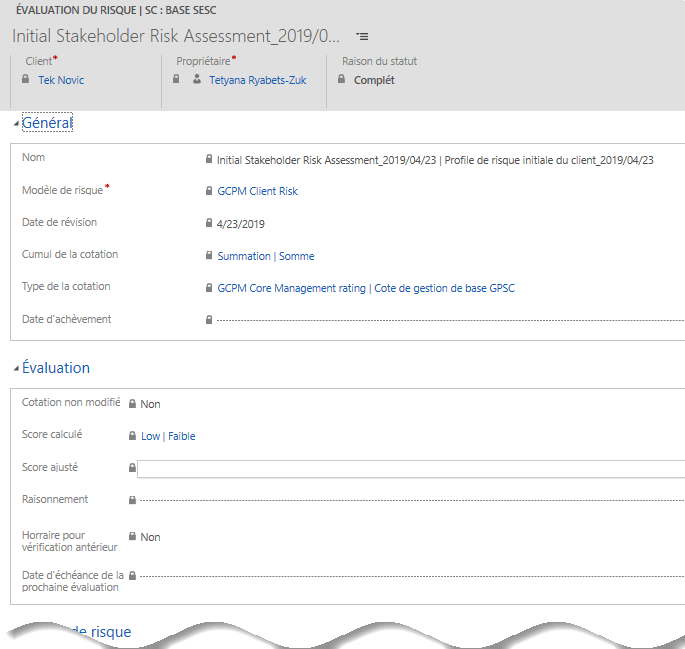 ÉVALUATION DU RISQUE | SC : BASE SESC
Initial Stakeholder Risk Assessment_2019/0...
Client*
Propriétaire*
Raison du statut
Tek Novic
Tetyana Ryabets-Zuk
Complét
Général
Nom
Initial Stakeholder Risk Assessment_2019/04/23 | Profile de risque initiale du client_2019/04/23
Modèle de risque*
GCPM Client Risk
Date de révision
4/23/2019
Cumul de la cotation
Summation | Somme
Type de la cotation
GCPM Core Management rating | Cote de gestion de base GPSC
Date d'achèvement
Évaluation
Cotation non modifié
Non
Score calculé
Low | Faible
Score ajusté
Raisonnement
Horraire pour
vérification antérieur
Non
Date d'échéance de la
prochaine évaluation
de risque